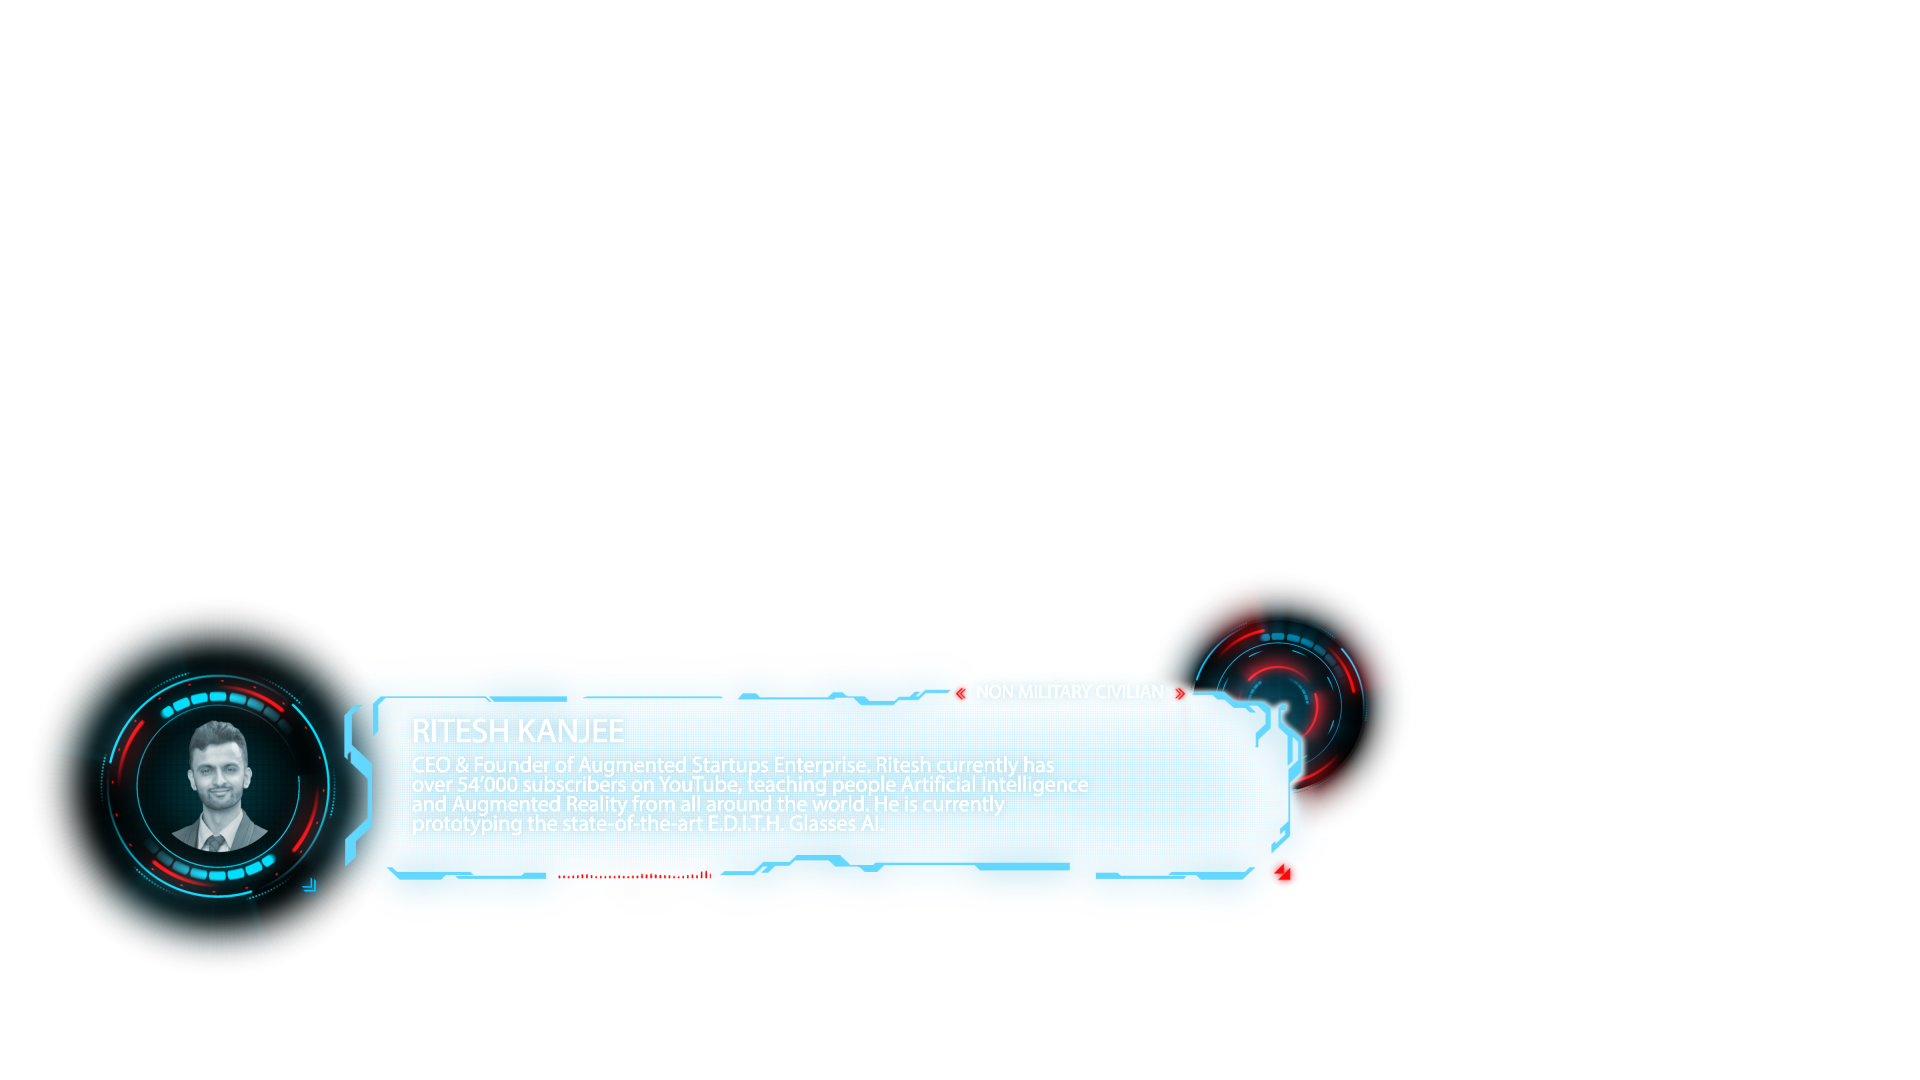 NON MILITARY CIVILIAN
RITESH KANJEE
CEO & Founder of Augmented Startups Enterprise. Ritesh currently has
over 54’000 subscribers on YouTube, teaching people Artificial Intelligence
and Augmented Reality from all around the world. He is currently
prototyping the state-of-the-art E.D.I.T.H. Glasses AI.